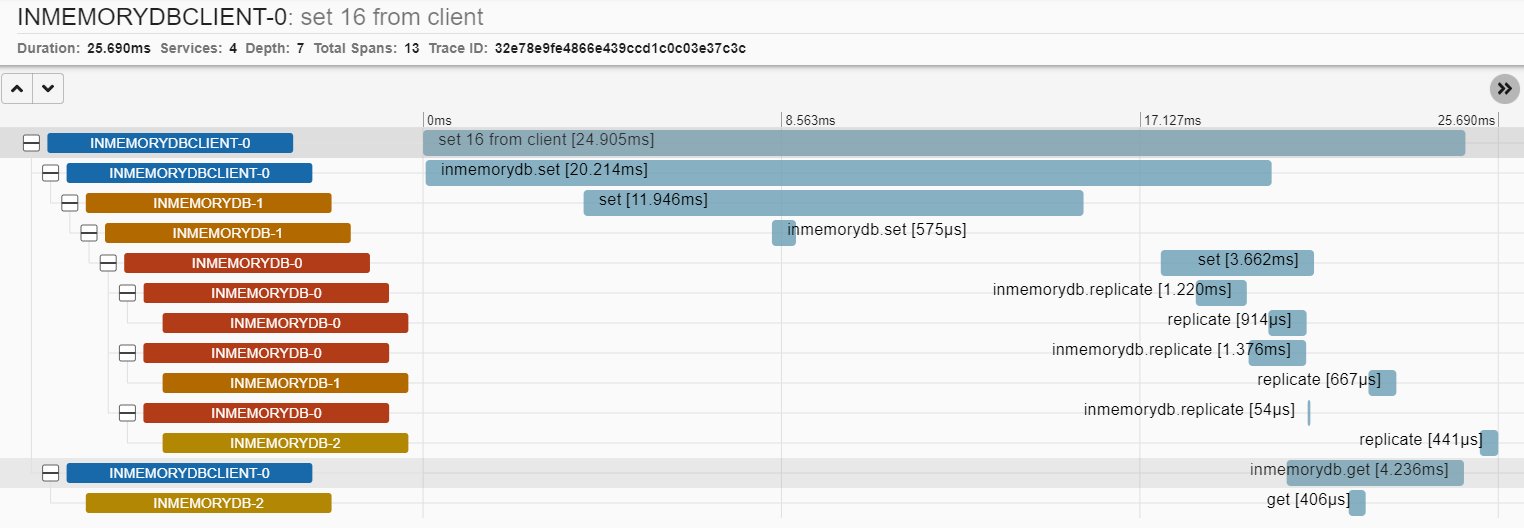 INMEMORYDBCLIENT-0: set 16 from client
Duration: 25.690ms Services: 4 Depth: 7 Total Spans: 13 Trace ID: 32e78e9fe4866e439ccd1c0c03e37c3c
0ms 8.563ms 17.127ms 25.690ms
INMEMORYDBCLIENT-0 set 16 from client [24.905ms]
INMEMORYDBCLIENT-0 inmemorydb.set [20.214ms]
INMEMORYDB-1 set [11.946ms]
INMEMORYDB-1 inmemorydb.set [575µs]
INMEMORYDB-0 set [3.662ms]
INMEMORYDB-0 inmemorydb.replicate [1.220ms]
INMEMORYDB-0 replicate [914µs]
INMEMORYDB-0 inmemorydb.replicate [1.376ms]
INMEMORYDB-1 replicate [667µs]
INMEMORYDB-0 inmemorydb.replicate [54µs]
INMEMORYDB-2 replicate [441µs]
INMEMORYDBCLIENT-0 inmemorydb.get [4.236ms]
INMEMORYDB-2 get [406µs]